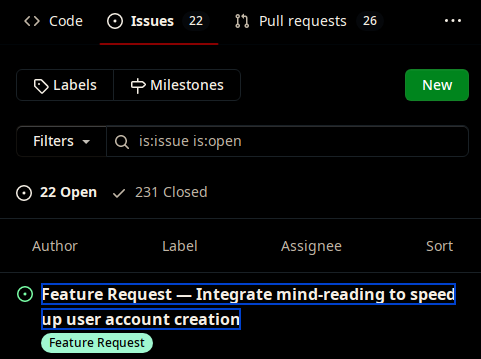 Code Issues 22 Pull requests 26 ...
Labels Milestones New
Filters is:issue is:open
22 Open 231 Closed
Author Label Assignee Sort
Feature Request — Integrate mind-reading to speed
up user account creation
Feature Request